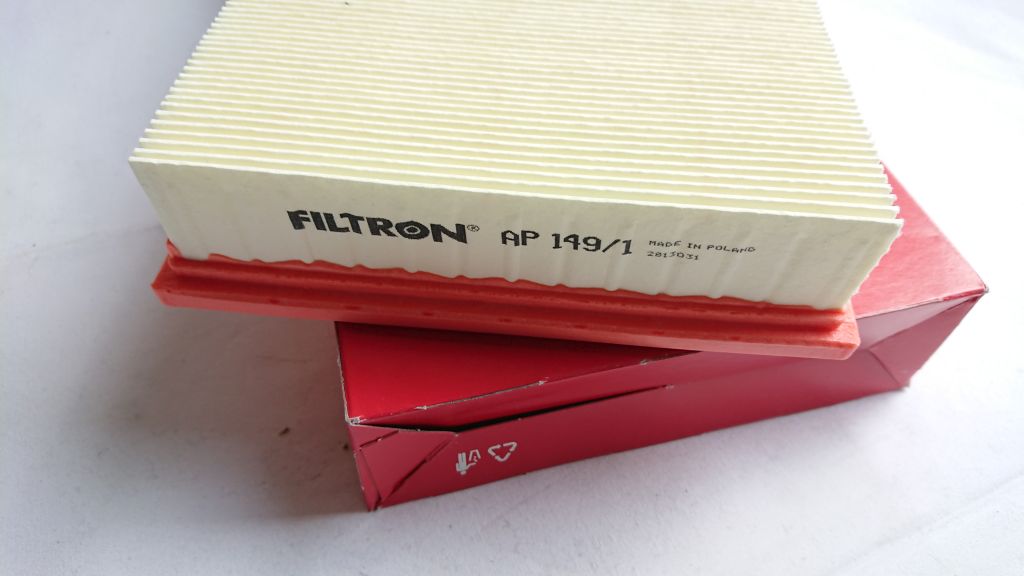 FILTRON® AP 149/1 MADE IN POLAND
2813031